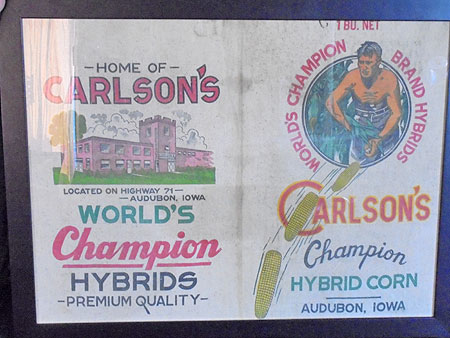 - HOME OF -
CARLSON'S
LOCATED ON HIGHWAY 71 -
- AUDUBON, IOWA
WORLD'S
Champion
HYBRIDS
- PREMIUM QUALITY -
1 BU. NET
WORLD'S CHAMPION BRAND HYBRIDS
CARLSON'S
Champion
HYBRID CORN
AUDUBON, IOWA